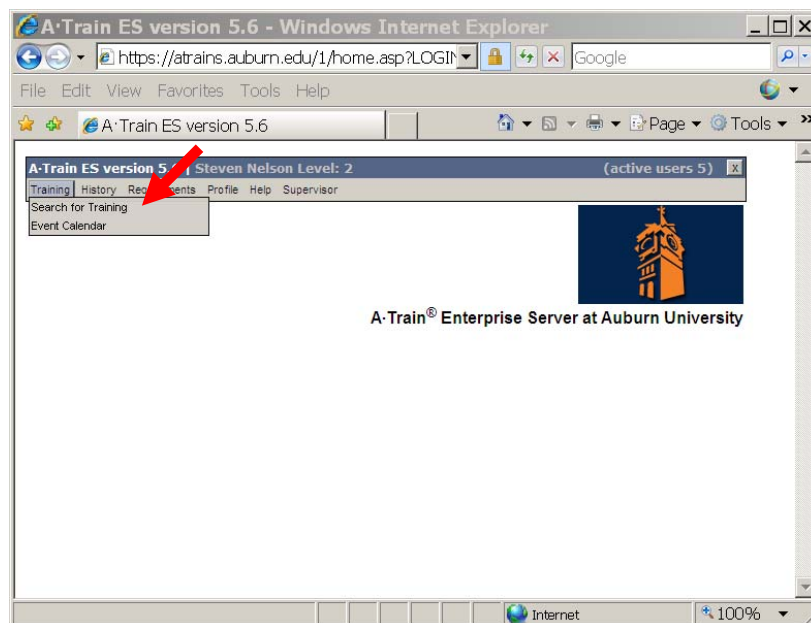 A·Train ES version 5.6 - Windows Internet Explorer
https://atrains.auburn.edu/1/home.asp?LOGIN
Google
File Edit View Favorites Tools Help
A·Train ES version 5.6
Page Tools
A·Train ES version 5. | Steven Nelson Level: 2 (active users 5) X
Training History Profile Help Supervisor
Search for Training
Event Calendar
A·Train® Enterprise Server at Auburn University
Internet 100%